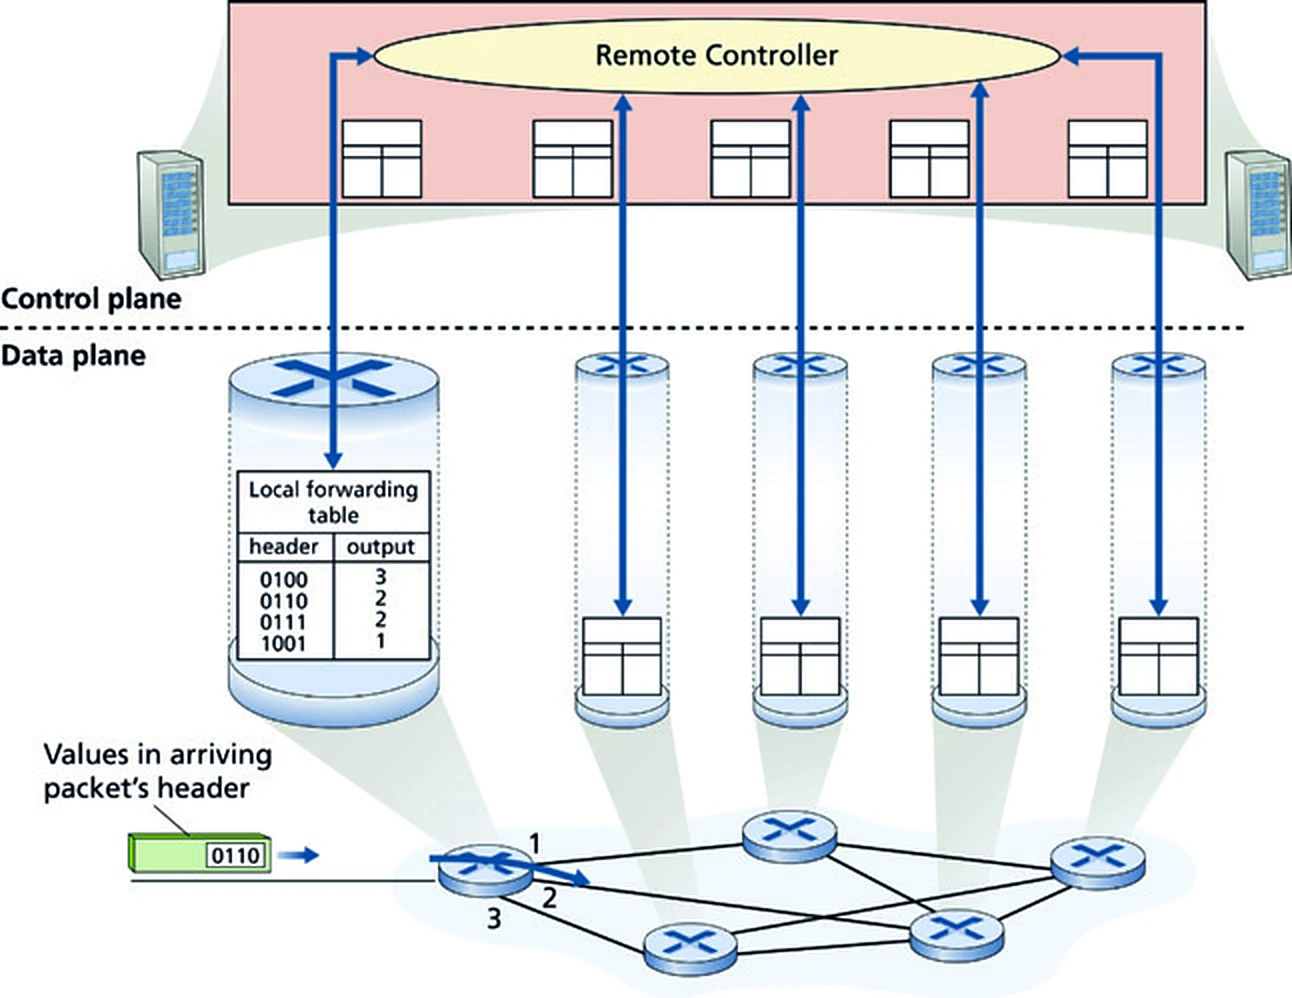 Remote Controller
Control plane
Data plane
Local forwarding
table
header output
0100 3
0110 2
0111 2
1001 1
Values in arriving
packet’s header
0110
1
2
3